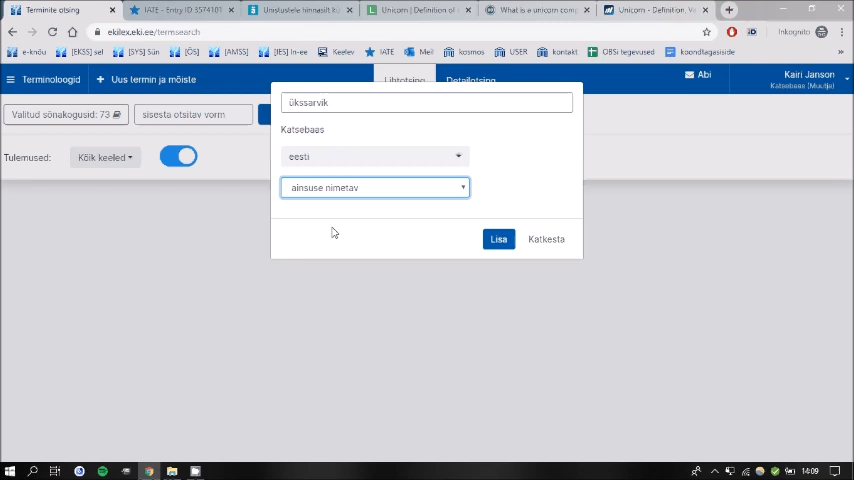 Terminite otsing
IATE - Entry ID 3574101
Unistustele hinnasilt
Unicorn | Definition of
What is a unicorn comp
Unicorn - Definition, V
ekilex.eki.ee/termsearch
Inkognito
e-knäu
[EKSS] sel
[SYS] Sün
[ÕS]
[AMSS]
[IES] In-ee
Keelev
IATE
Meil
kosmos
USER
kontakt
OBSi tegevused
koondtagasiside
Terminoloogid
Uus termin ja mõiste
Lihtotsing
Detailotsing
Abi
Kairi Janson
Katsebaas (Muutja)
Valitud sõnakogusid: 73
sisesta otsitav vorm
Tulemused:
Kõik keeled
ükssarvik
Katsebaas
eesti
ainsuse nimetav
Lisa
Katkesta
14:09